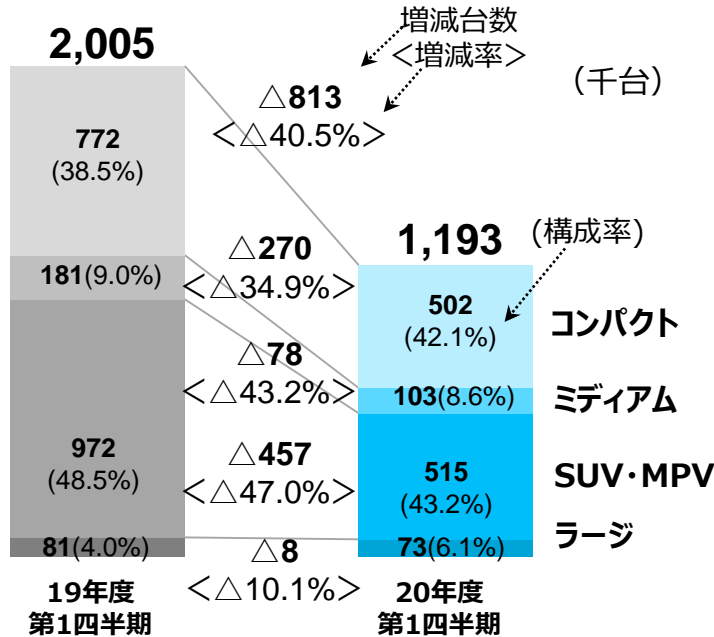 増減台数
<増減率>
(千台)
2,005
△813
<△40.5%>
772
(38.5%)
△270
<△34.9%>
1,193
(構成率)
181(9.0%)
502
(42.1%)
コンパクト
△78
<△43.2%>
103(8.6%)
ミディアム
972
(48.5%)
△457
<△47.0%>
515
(43.2%)
SUV・MPV
81(4.0%)
△8
<△10.1%>
73(6.1%)
ラージ
19年度
第1四半期
20年度
第1四半期